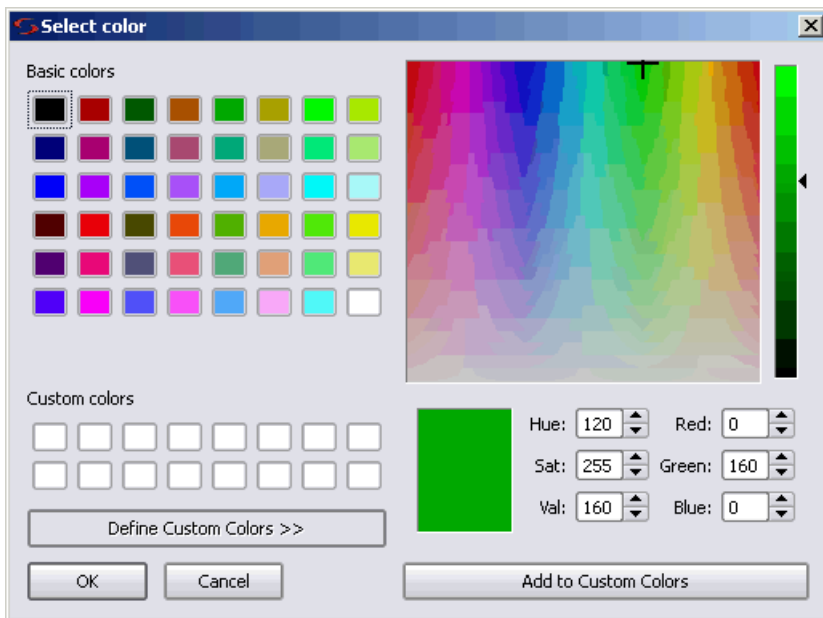 Select color
Basic colors
Custom colors
Define Custom Colors >>
OK
Cancel
Hue: 120
Red: 0
Sat: 255
Green: 160
Val: 160
Blue: 0
Add to Custom Colors